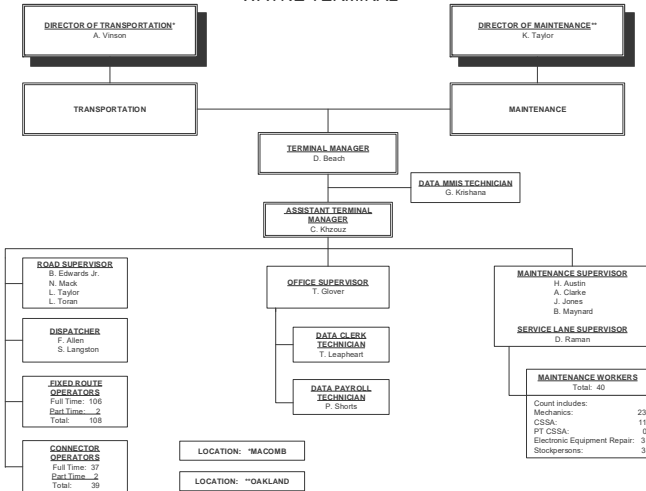 DIRECTOR OF TRANSPORTATION*
A. Vinson
DIRECTOR OF MAINTENANCE**
K. Taylor
TRANSPORTATION
MAINTENANCE
TERMINAL MANAGER
D. Beach
DATA MMIS TECHNICIAN
G. Krishana
ASSISTANT TERMINAL
MANAGER
C. Khzouz
ROAD SUPERVISOR
B. Edwards Jr.
N. Mack
L. Taylor
L. Toran
DISPATCHER
F. Allen
S. Langston
FIXED ROUTE
OPERATORS
Full Time: 106
Part Time: 2
Total: 108
CONNECTOR
OPERATORS
Full Time: 37
Part Time 2
Total: 39
OFFICE SUPERVISOR
T. Glover
DATA CLERK
TECHNICIAN
T. Leapheart
DATA PAYROLL
TECHNICIAN
P. Shorts
LOCATION: *MACOMB
LOCATION: **OAKLAND
MAINTENANCE SUPERVISOR
H. Austin
A. Clarke
J. Jones
B. Maynard
SERVICE LANE SUPERVISOR
D. Raman
MAINTENANCE WORKERS
Total: 40
Count includes:
Mechanics: 23
CSSA: 11
PT CSSA: 0
Electronic Equipment Repair: 3
Stockpersons: 3